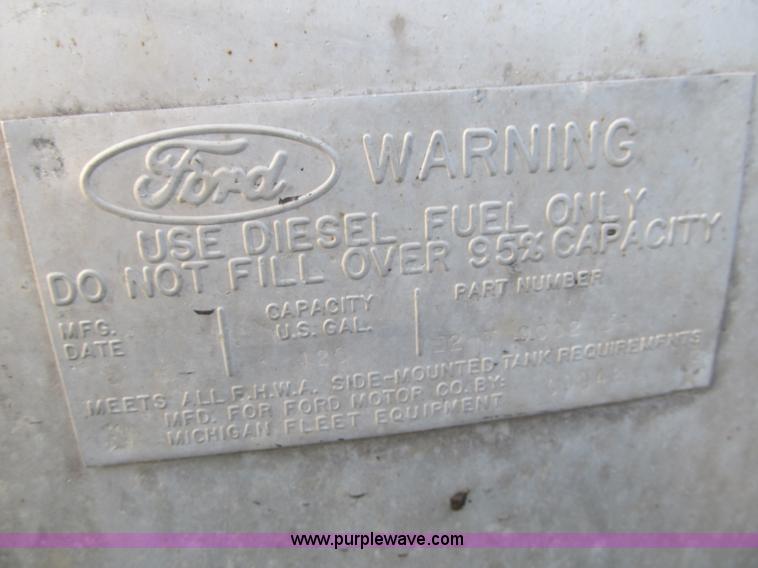 Ford WARNING
USE DIESEL FUEL ONLY
DO NOT FILL OVER 95% CAPACITY
MFG. DATE
CAPACITY U.S. GAL.
PART NUMBER
MEETS ALL F.H.W.A. SIDE-MOUNTED TANK REQUIREMENTS
MFD. FOR FORD MOTOR CO. BY:
MICHIGAN FLEET EQUIPMENT
www.purplewave.com